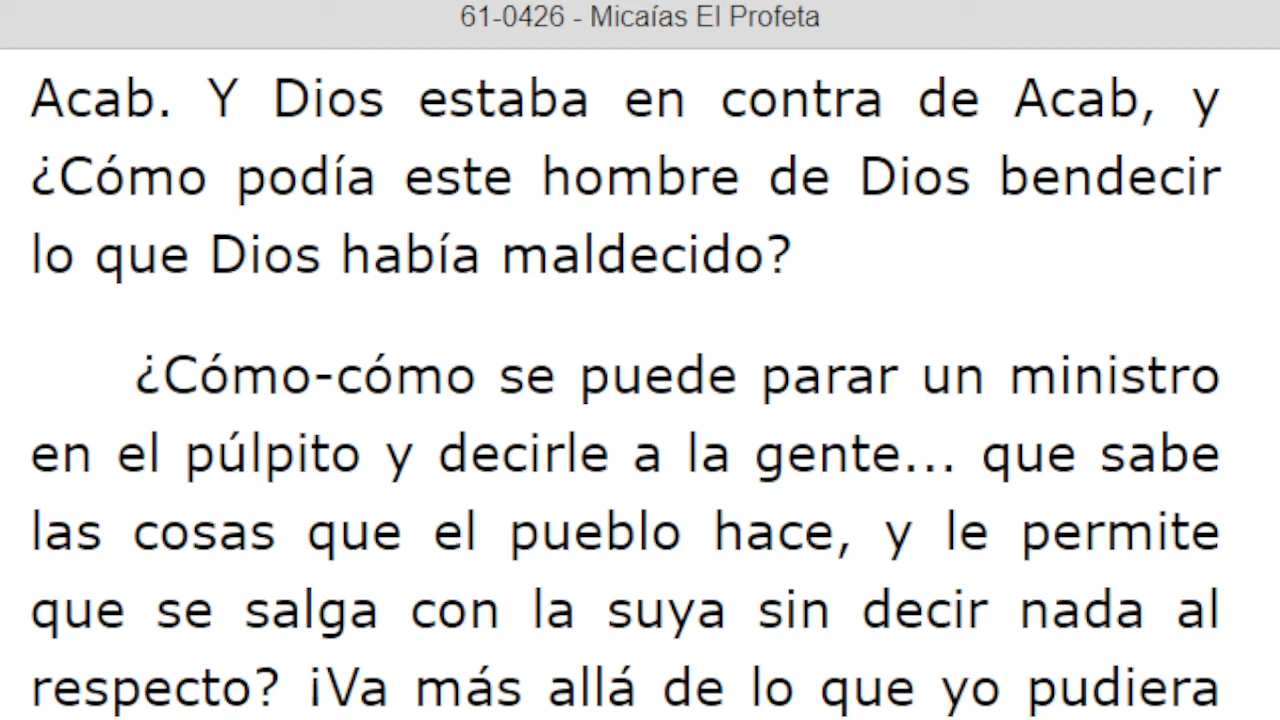 61-0426 - Micaías El Profeta
Acab. Y Dios estaba en contra de Acab, y
¿Cómo podía este hombre de Dios bendecir
lo que Dios había maldecido?
¿Cómo-cómo se puede parar un ministro
en el púlpito y decirle a la gente... que sabe
las cosas que el pueblo hace, y le permite
que se salga con la suya sin decir nada al
respecto? ¡Va más allá de lo que yo pudiera